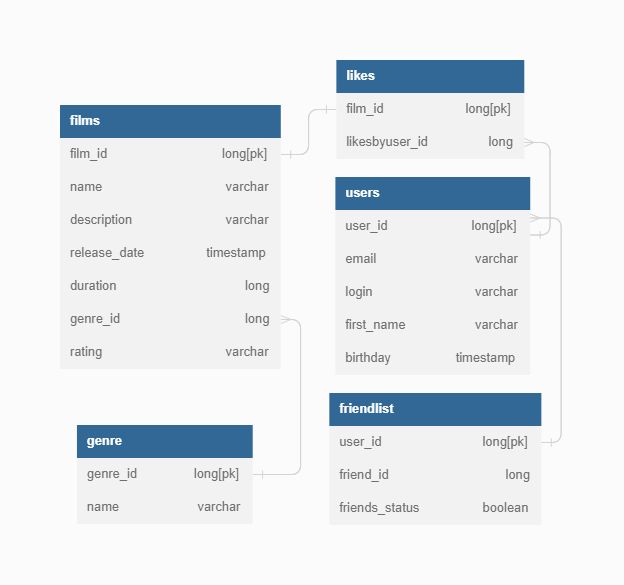 films
film_id long[pk]
name varchar
description varchar
release_date timestamp
duration long
genre_id long
rating varchar
genre
genre_id long[pk]
name varchar
likes
film_id long[pk]
likesbyuser_id long
users
user_id long[pk]
email varchar
login varchar
first_name varchar
birthday timestamp
friendlist
user_id long[pk]
friend_id long
friends_status boolean